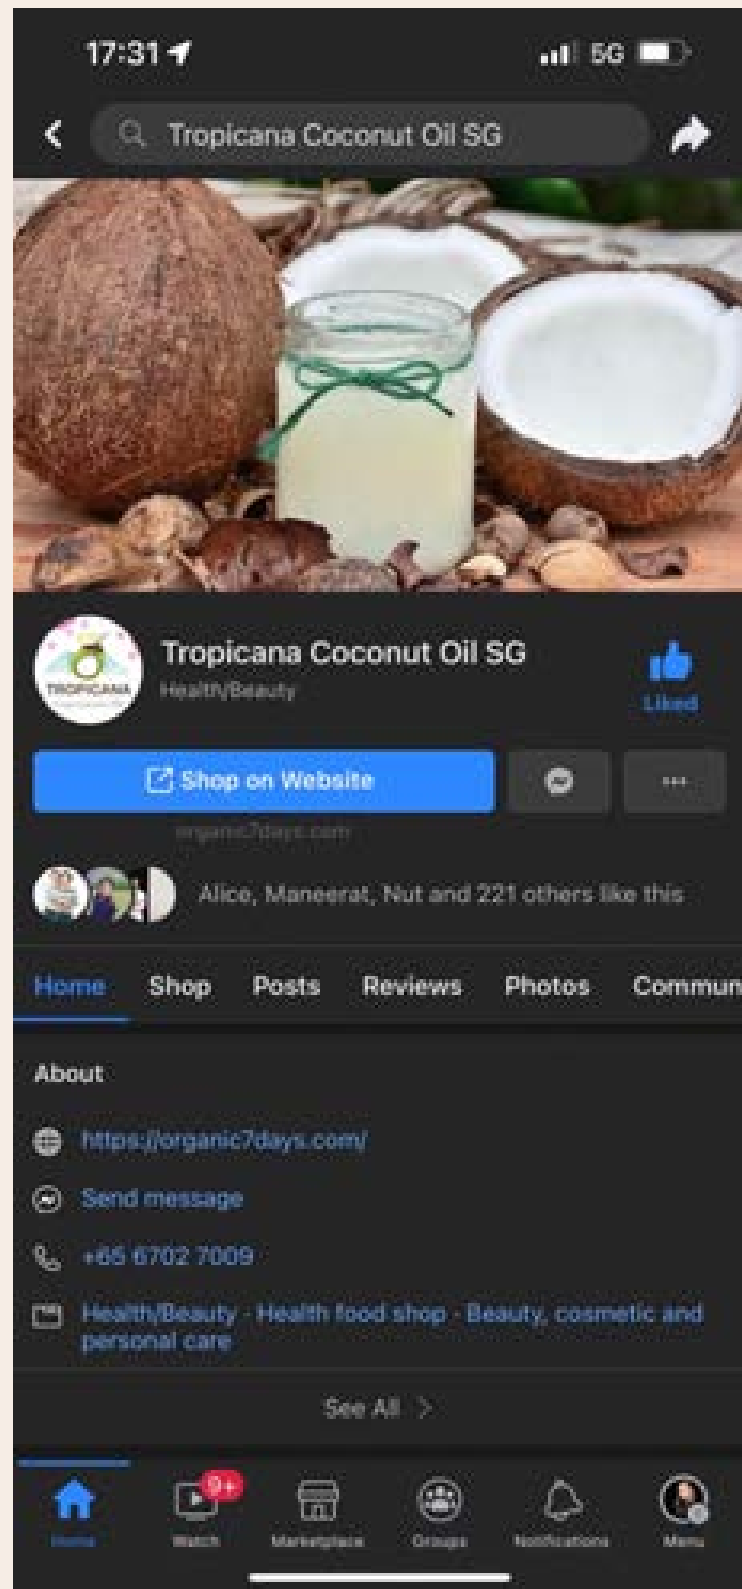 17:31
5G
Tropicana Coconut Oil SG
TROPICANA
Tropicana Coconut Oil SG
Health/Beauty
Liked
Shop on Website
organic7days.com
Alice, Maneerat, Nut and 221 others like this
Home Shop Posts Reviews Photos Commun
About
https://organic7days.com/
Send message
+65 6702 7009
Health/Beauty · Health food shop · Beauty, cosmetic and
personal care
See All
9+
Home Watch Marketplace Groups Notifications Menu